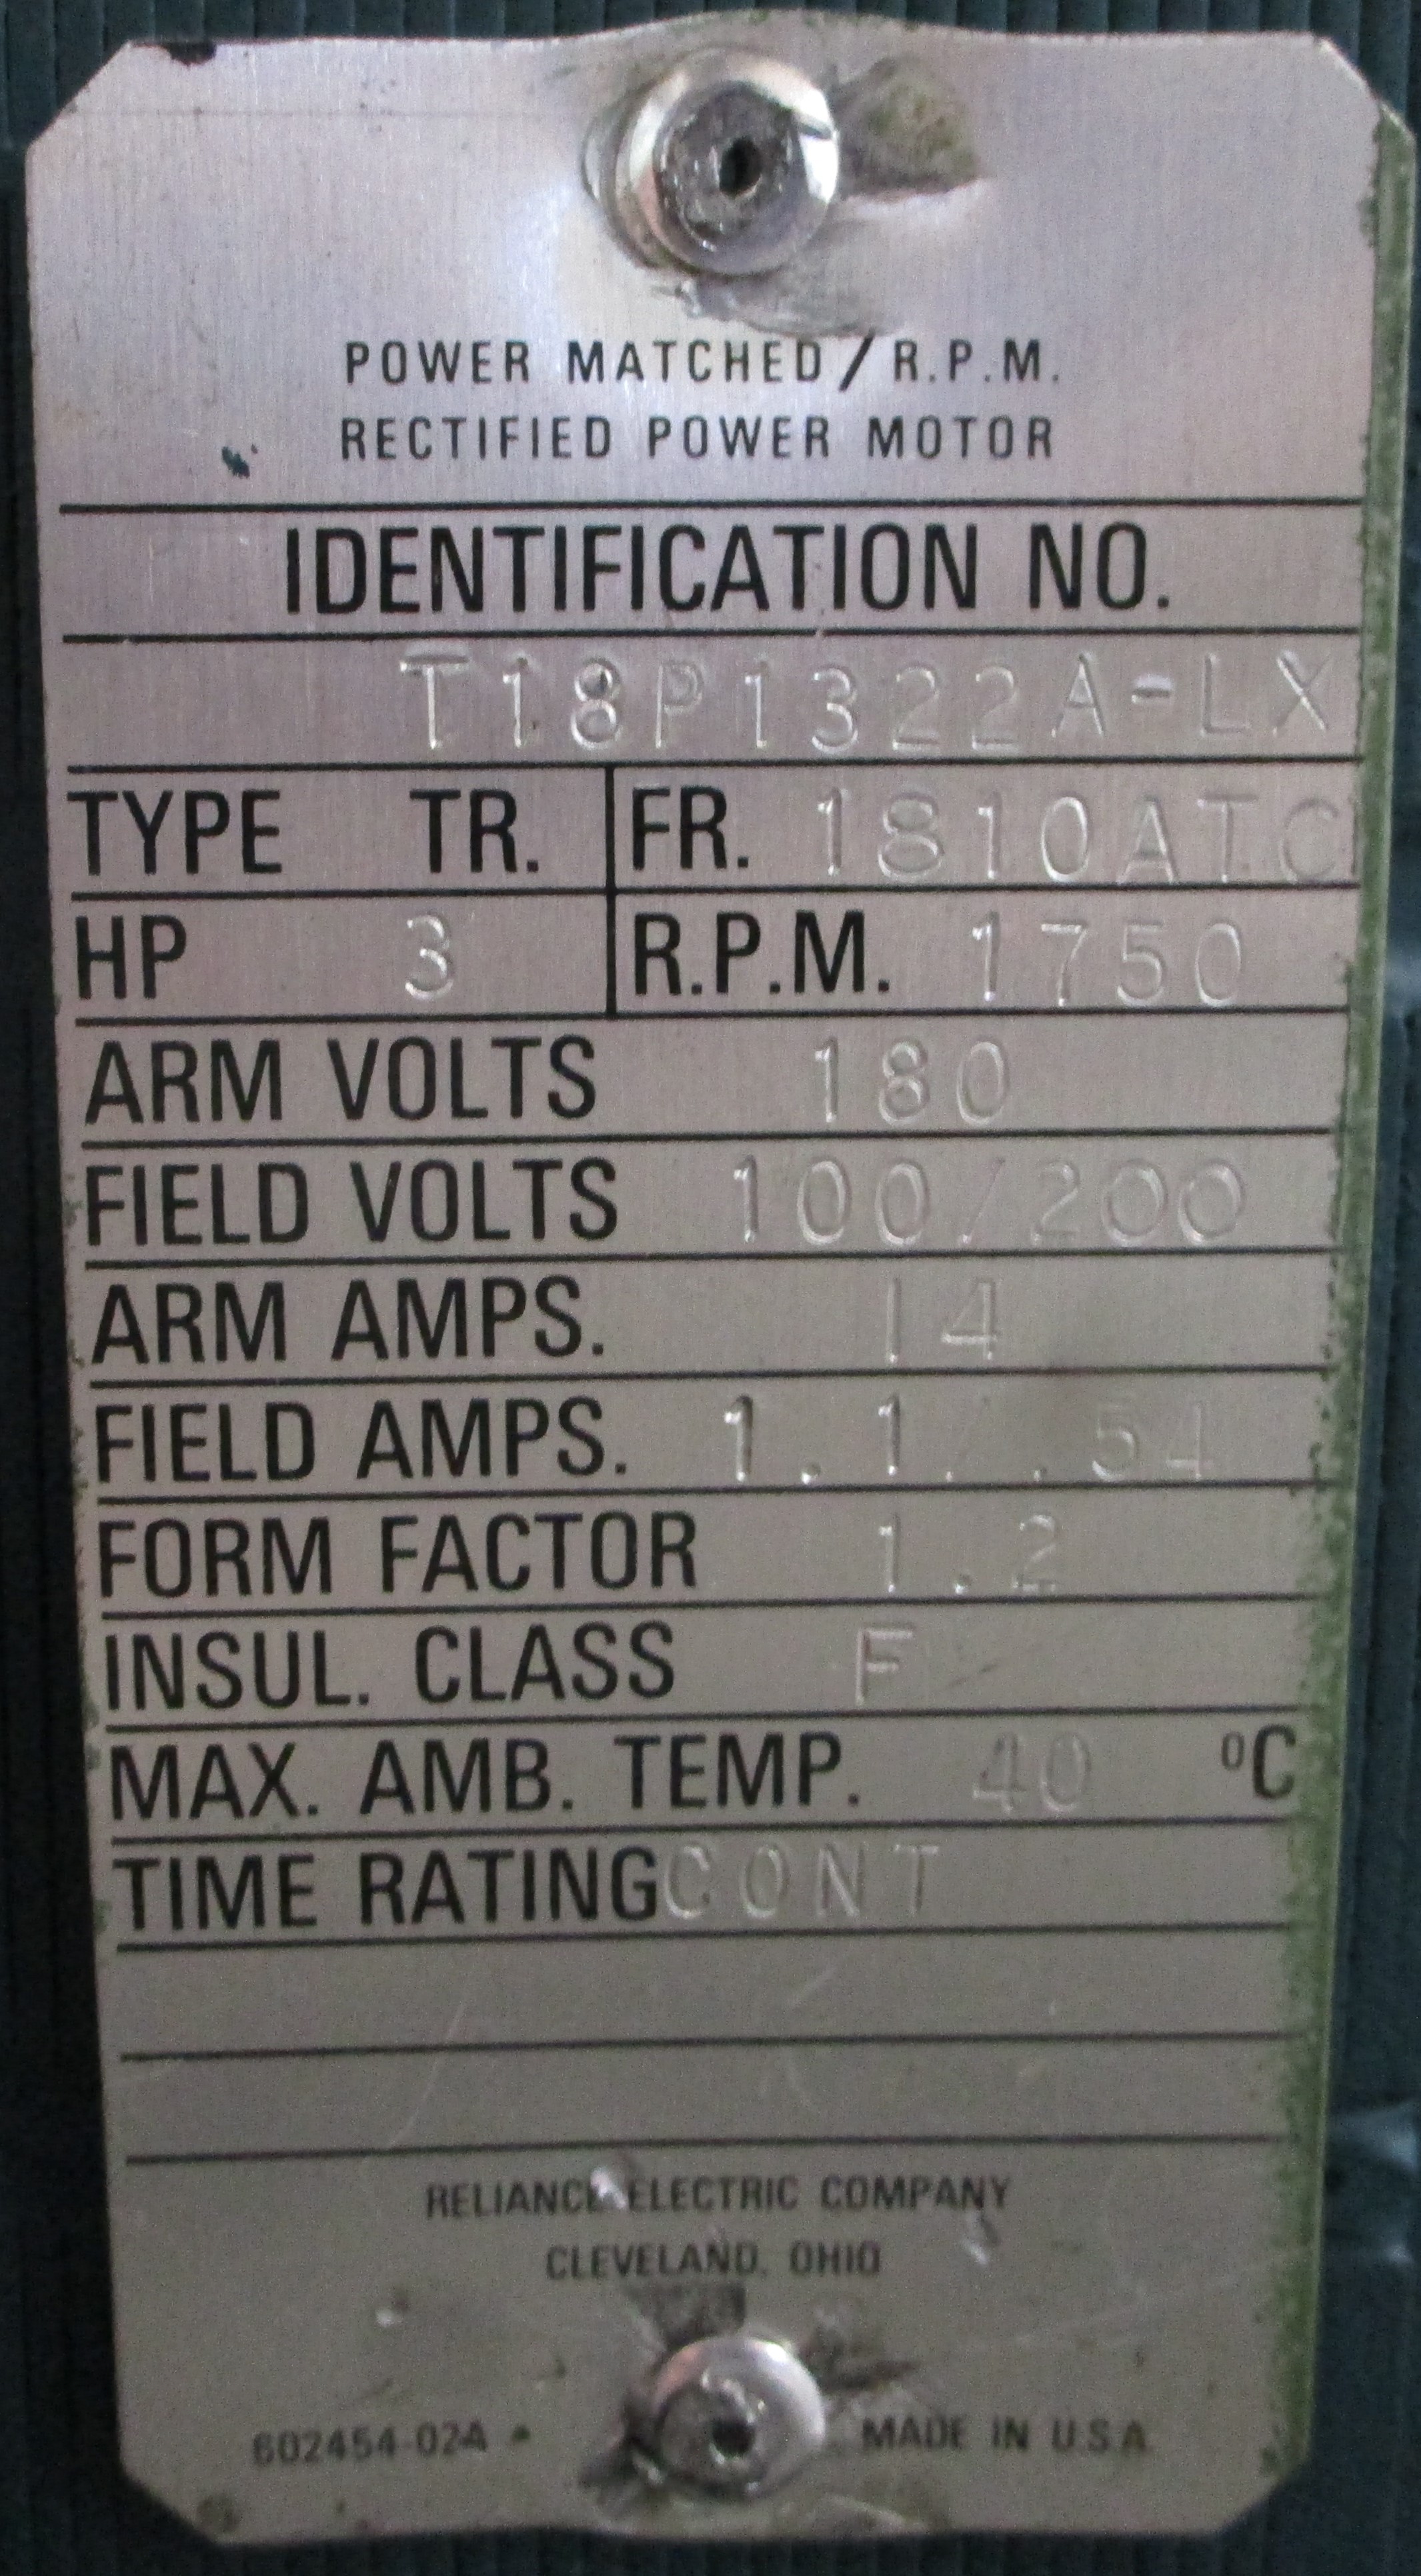 POWER MATCHED / R.P.M.
RECTIFIED POWER MOTOR
IDENTIFICATION NO.
T18P1322A-LX
TYPE TR. FR. 1810ATC
HP 3 R.P.M. 1750
ARM VOLTS 180
FIELD VOLTS 100/200
ARM AMPS. 14
FIELD AMPS. 1.1/.54
FORM FACTOR 1.2
INSUL. CLASS F
MAX. AMB. TEMP. 40 °C
TIME RATING CONT
RELIANCE ELECTRIC COMPANY
CLEVELAND, OHIO
602454-02A MADE IN U.S.A.